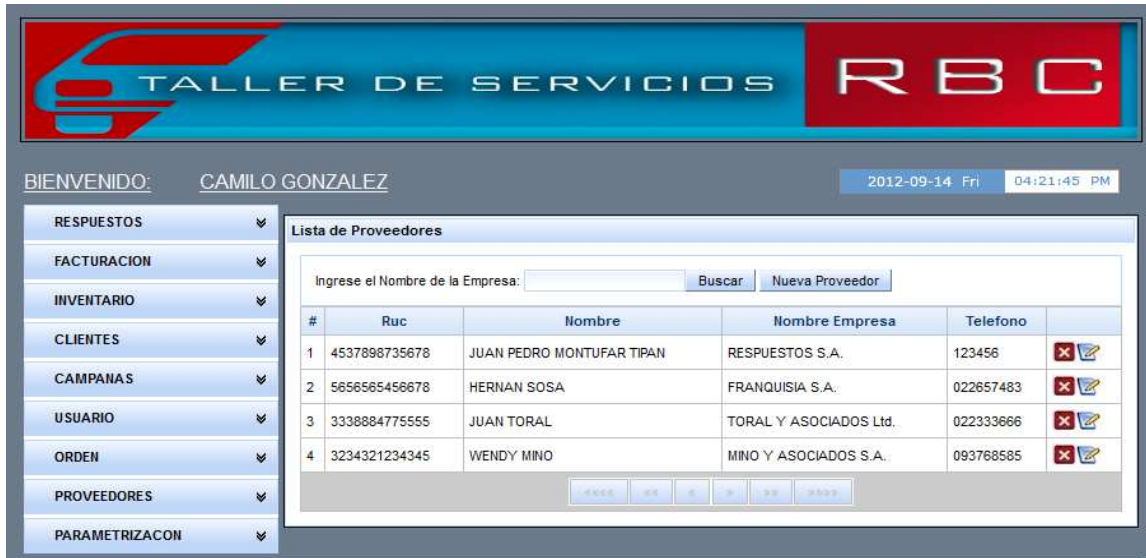 TALLER DE SERVICIOS RBC
BIENVENIDO: CAMILO GONZALEZ
2012-09-14 Fri 04:21:45 PM
RESPUESTOS
FACTURACION
INVENTARIO
CLIENTES
CAMPANAS
USUARIO
ORDEN
PROVEEDORES
PARAMETRIZACON
Lista de Proveedores
Ingrese el Nombre de la Empresa: Buscar Nueva Proveedor
# Ruc Nombre Nombre Empresa Telefono
1 4537898735678 JUAN PEDRO MONTUFAR TIPAN RESPUESTOS S.A. 123456
2 5656565456678 HERNAN SOSA FRANQUISIA S.A. 022657483
3 3338884775555 JUAN TORAL TORAL Y ASOCIADOS Ltd. 022333666
4 3234321234345 WENDY MINO MINO Y ASOCIADOS S.A. 093768585
«« «« « » »» »»